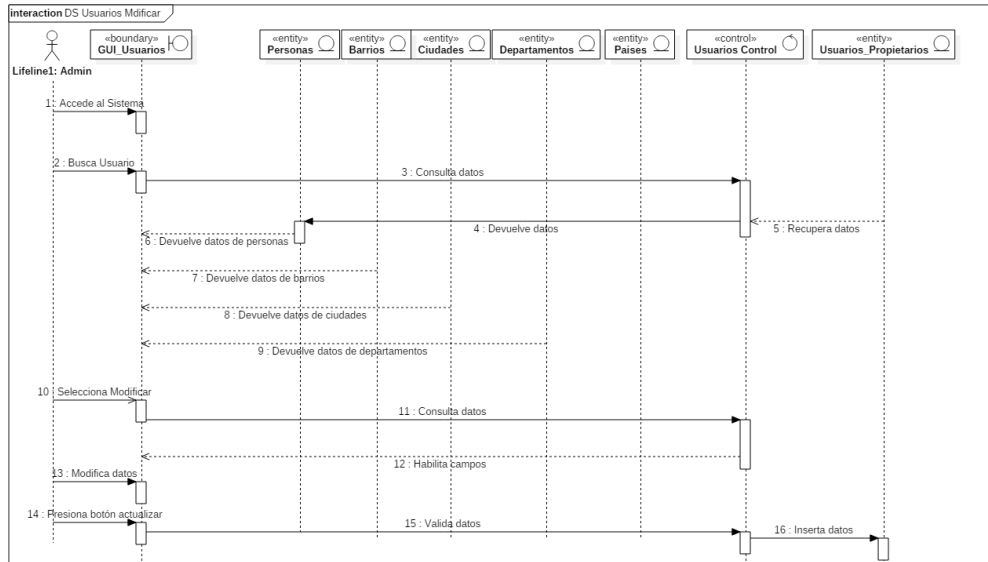 interaction DS Usuarios Mdificar
«boundary»
GUI_Usuarios
«entity»
Personas
«entity»
Barrios
«entity»
Ciudades
«entity»
Departamentos
«entity»
Paises
«control»
Usuarios Control
«entity»
Usuarios_Propietarios
Lifeline1: Admin
1 : Accede al Sistema
2 : Busca Usuario
3 : Consulta datos
4 : Devuelve datos
5 : Recupera datos
6 : Devuelve datos de personas
7 : Devuelve datos de barrios
8 : Devuelve datos de ciudades
9 : Devuelve datos de departamentos
10 : Selecciona Modificar
11 : Consulta datos
12 : Habilita campos
13 : Modifica datos
14 : Presiona botón actualizar
15 : Valida datos
16 : Inserta datos